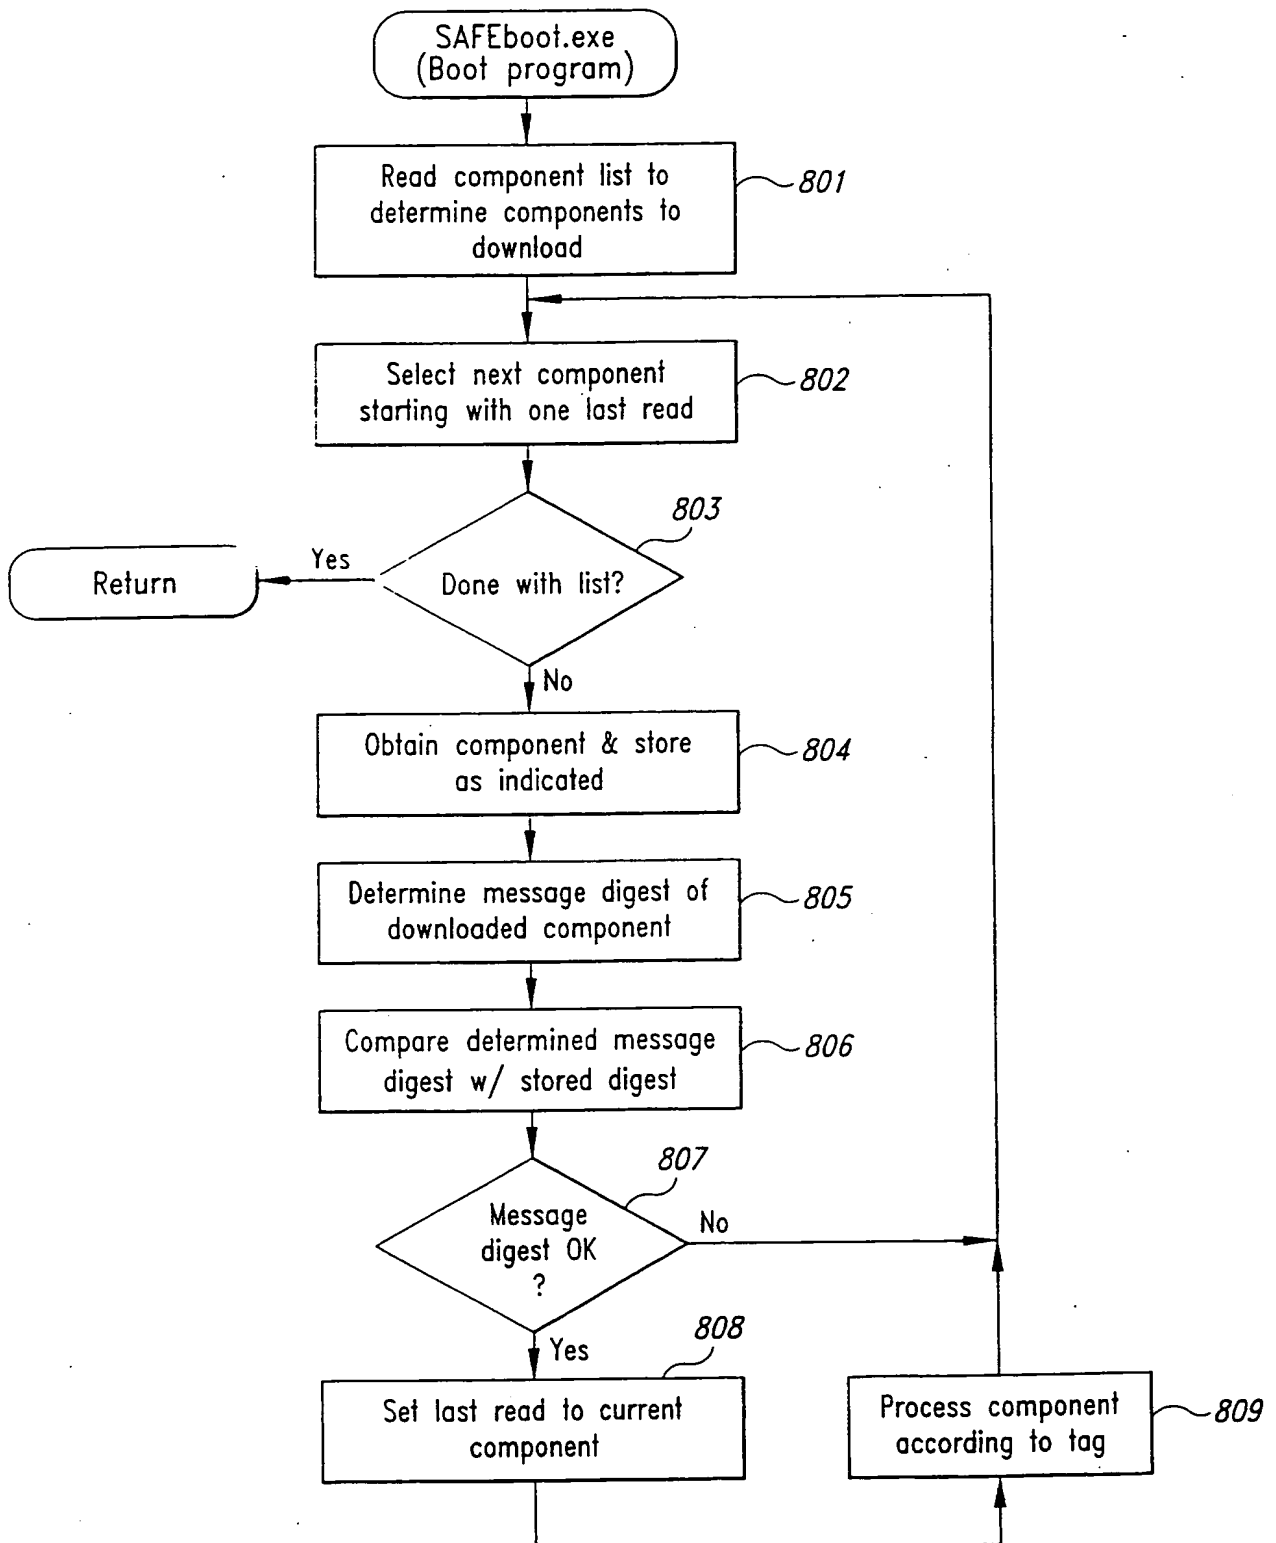 SAFEboot.exe
(Boot program)
Read component list to
determine components to
download
801
Select next component
starting with one last read
802
803
Done with list?
Yes
Return
No
Obtain component & store
as indicated
804
Determine message digest of
downloaded component
805
Compare determined message
digest w/ stored digest
806
807
Message
digest OK
?
No
Yes
808
Set last read to current
component
Process component
according to tag
809